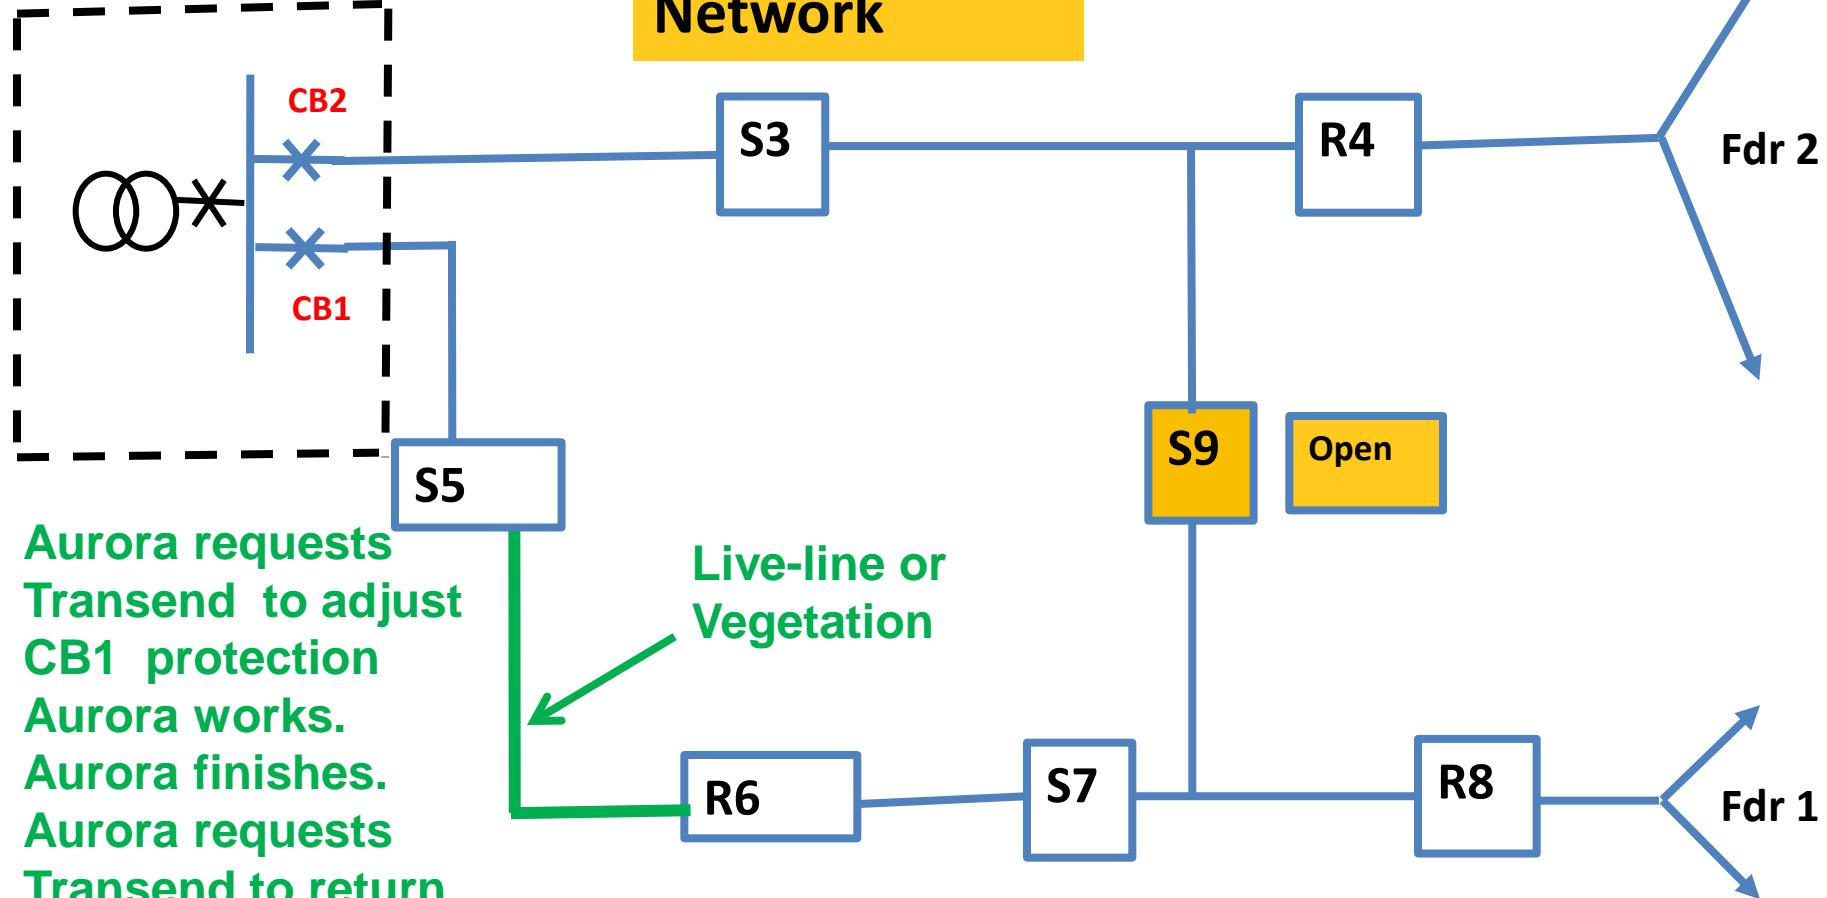 Network
CB2
S3
R4
Fdr 2
CB1
S9
Open
S5
Aurora requests
Transend to adjust
CB1 protection
Aurora works.
Aurora finishes.
Aurora requests
Transend to return
Live-line or
Vegetation
R6
S7
R8
Fdr 1